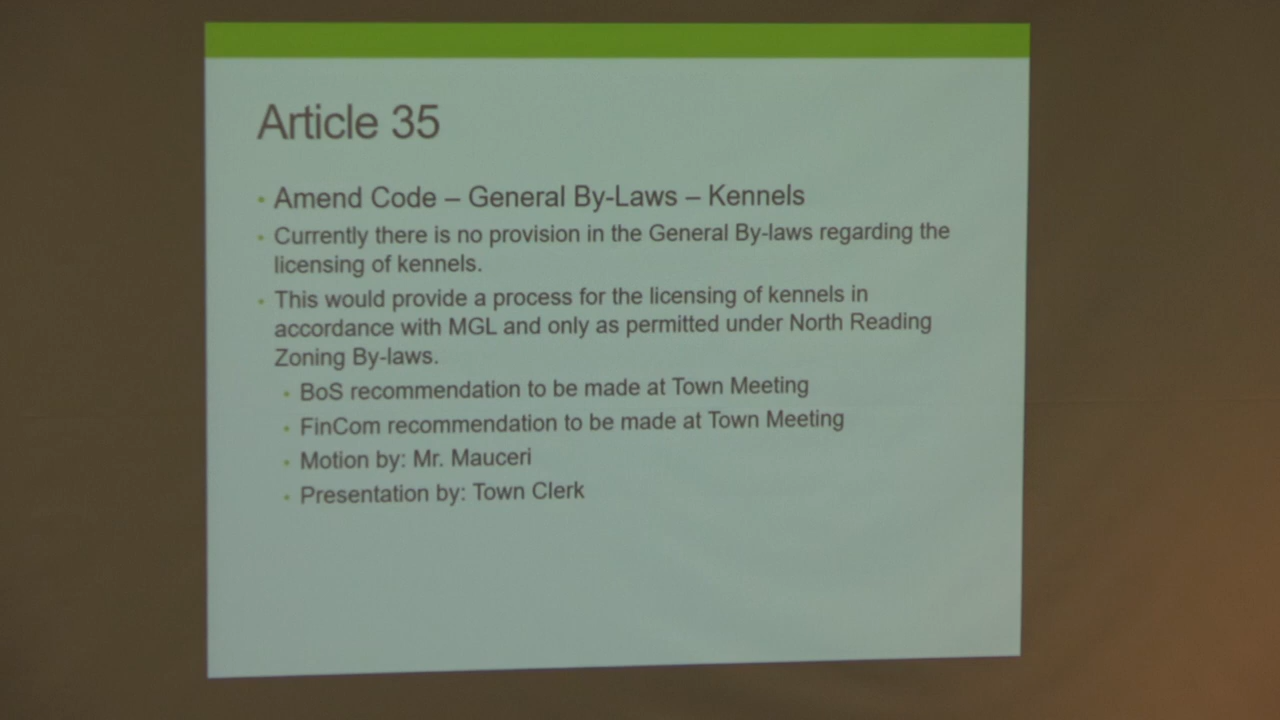 Article 35
• Amend Code – General By-Laws – Kennels
• Currently there is no provision in the General By-laws regarding the
licensing of kennels.
• This would provide a process for the licensing of kennels in
accordance with MGL and only as permitted under North Reading
Zoning By-laws.
• BoS recommendation to be made at Town Meeting
• FinCom recommendation to be made at Town Meeting
• Motion by: Mr. Mauceri
• Presentation by: Town Clerk